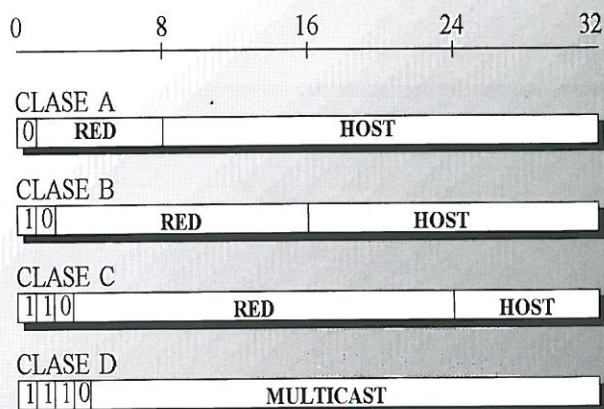 0 8 16 24 32
CLASE A
0 RED HOST
CLASE B
1 0 RED HOST
CLASE C
1 1 0 RED HOST
CLASE D
1 1 1 0 MULTICAST